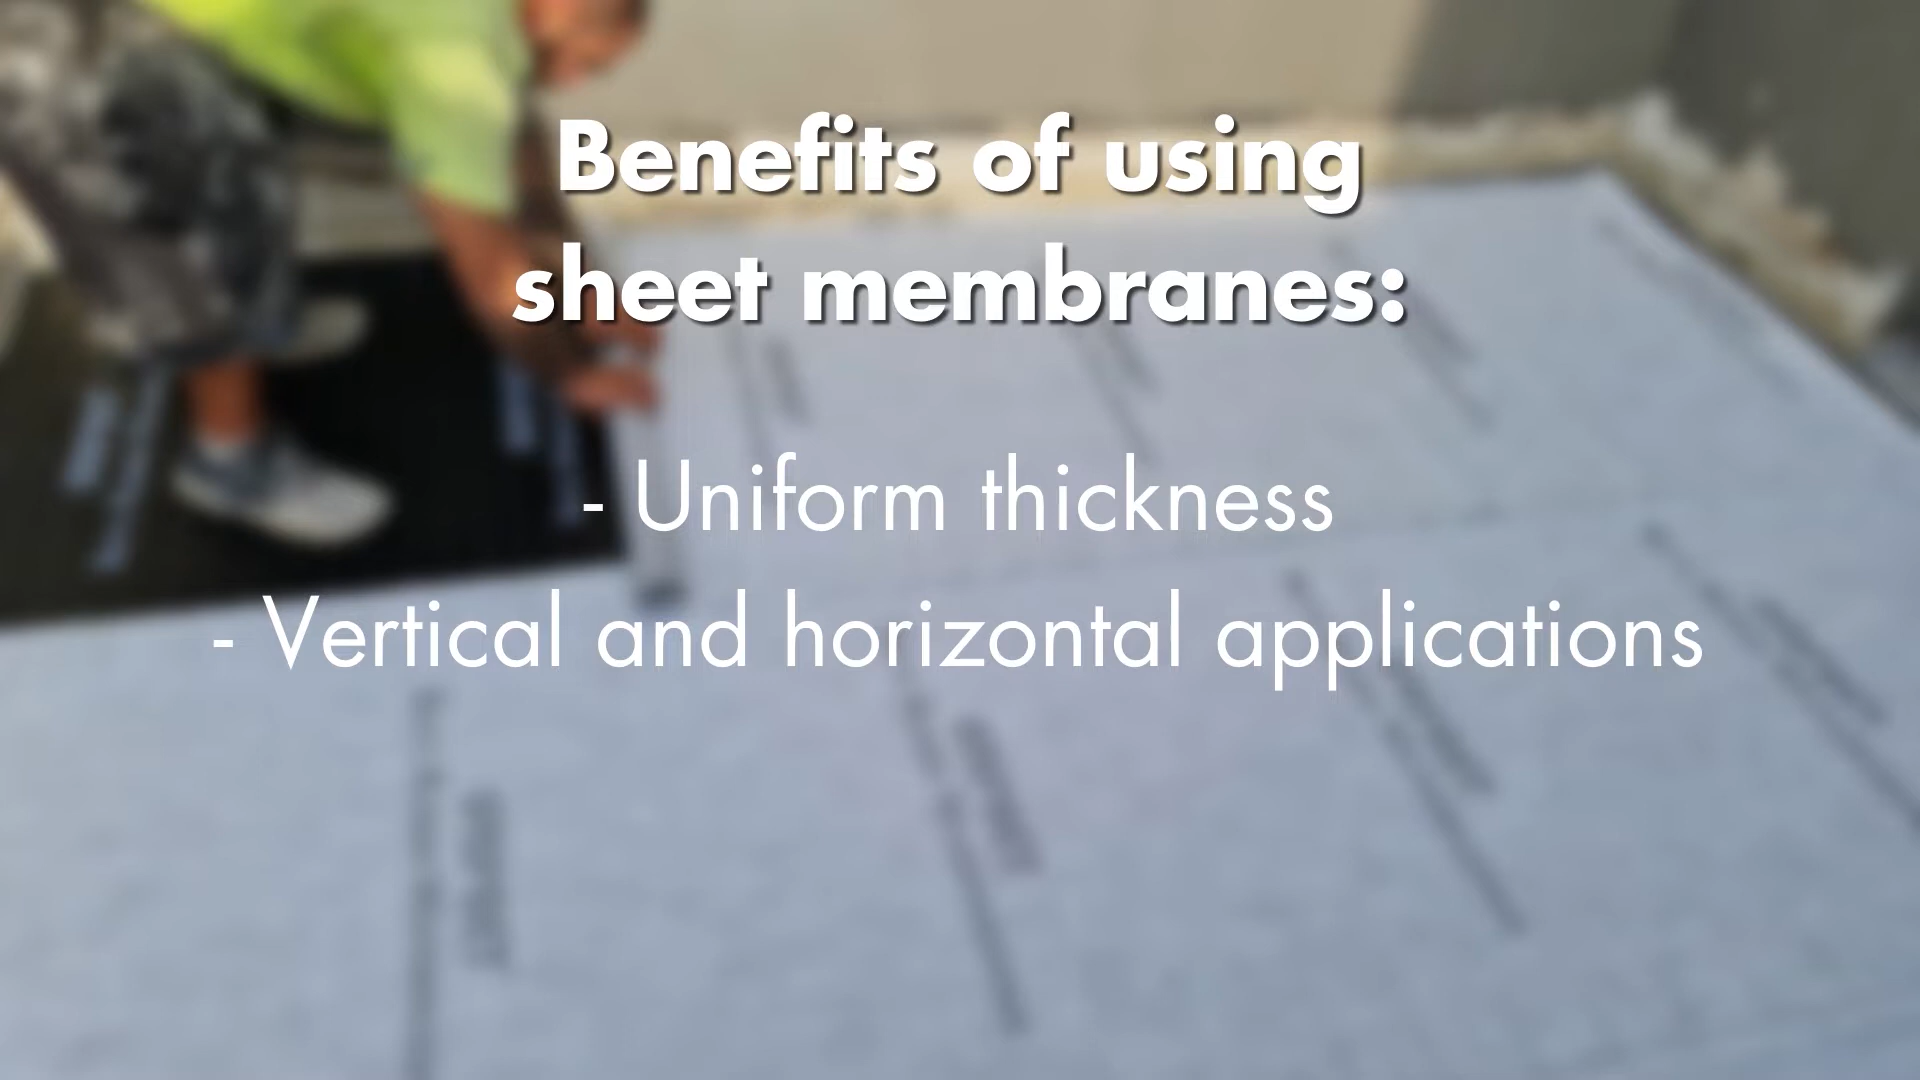 Benefits of using
sheet membranes:
- Uniform thickness
- Vertical and horizontal applications